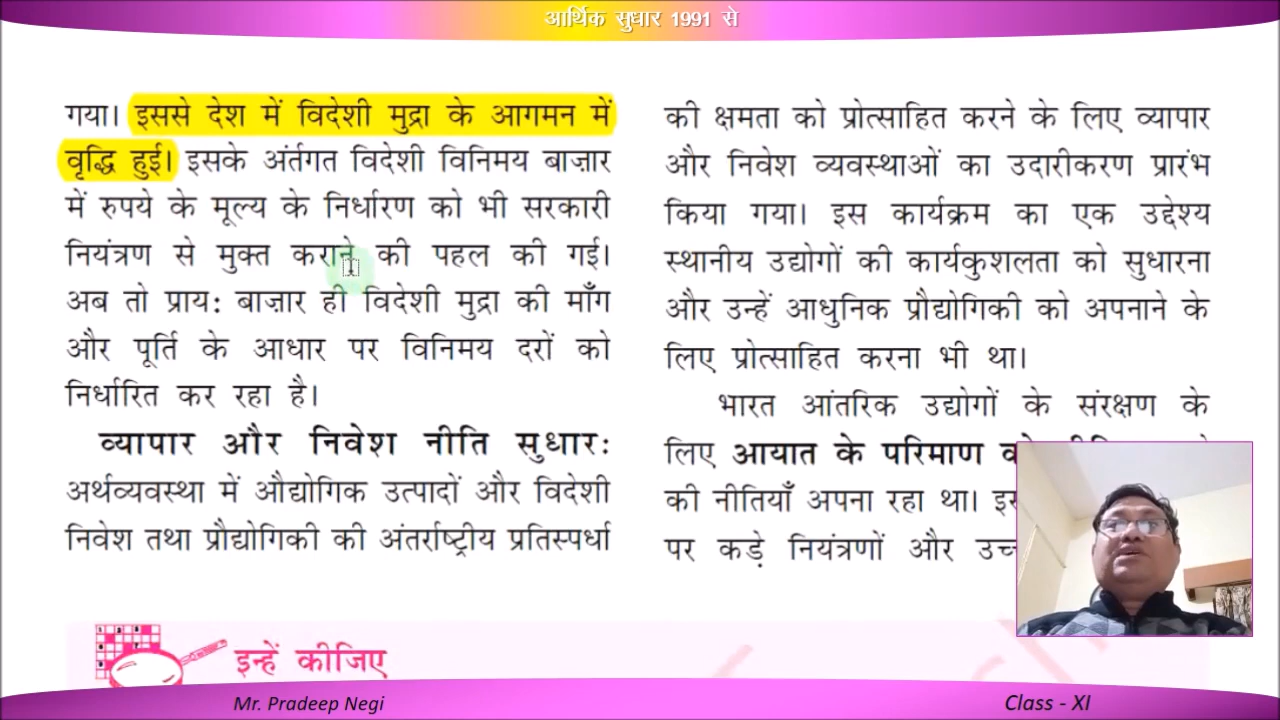 आर्थिक सुधार 1991 से
गया। इससे देश में विदेशी मुद्रा के आगमन में
वृद्धि हुई। इसके अंर्तगत विदेशी विनिमय बाज़ार
में रुपये के मूल्य के निर्धारण को भी सरकारी
नियंत्रण से मुक्त कराने की पहल की गई।
अब तो प्राय: बाज़ार ही विदेशी मुद्रा की माँग
और पूर्ति के आधार पर विनिमय दरों को
निर्धारित कर रहा है।
व्यापार और निवेश नीति सुधार:
अर्थव्यवस्था में औद्योगिक उत्पादों और विदेशी
निवेश तथा प्रौद्योगिकी की अंतर्राष्ट्रीय प्रतिस्पर्धा
की क्षमता को प्रोत्साहित करने के लिए व्यापार
और निवेश व्यवस्थाओं का उदारीकरण प्रारंभ
किया गया। इस कार्यक्रम का एक उद्देश्य
स्थानीय उद्योगों की कार्यकुशलता को सुधारना
और उन्हें आधुनिक प्रौद्योगिकी को अपनाने के
लिए प्रोत्साहित करना भी था।
भारत आंतरिक उद्योगों के संरक्षण के
लिए आयात के परिमाण
की नीतियाँ अपना रहा था।
पर कड़े नियंत्रणों और
इन्हें कीजिए
Mr. Pradeep Negi
Class - XI